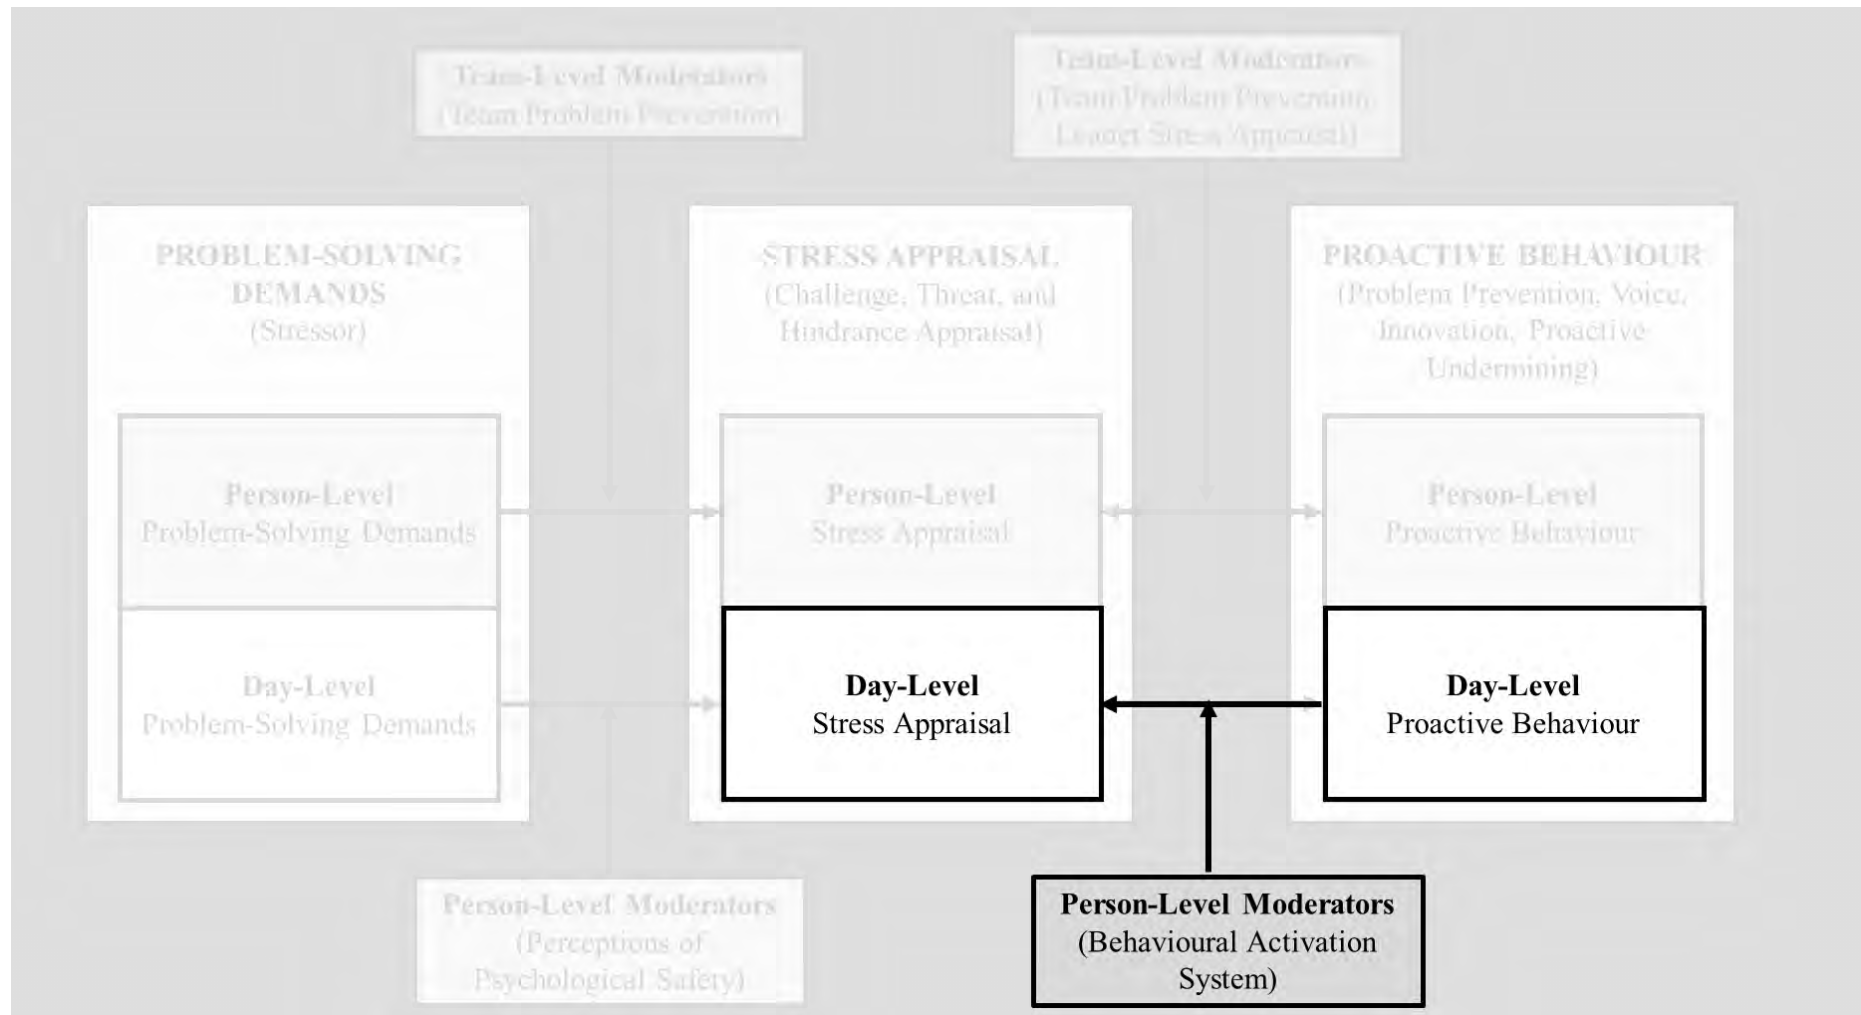 Team-Level Moderators
(Team Problem Prevention)
Team-Level Moderators
(Team Problem Prevention,
Leader Stress Appraisal)
PROBLEM-SOLVING
DEMANDS
(Stressor)
STRESS APPRAISAL
(Challenge, Threat, and
Hindrance Appraisal)
PROACTIVE BEHAVIOUR
(Problem Prevention, Voice,
Innovation, Proactive
Undermining)
Person-Level
Problem-Solving Demands
Person-Level
Stress Appraisal
Person-Level
Proactive Behaviour
Day-Level
Problem-Solving Demands
Day-Level
Stress Appraisal
Day-Level
Proactive Behaviour
Person-Level Moderators
(Perceptions of
Psychological Safety)
Person-Level Moderators
(Behavioural Activation
System)